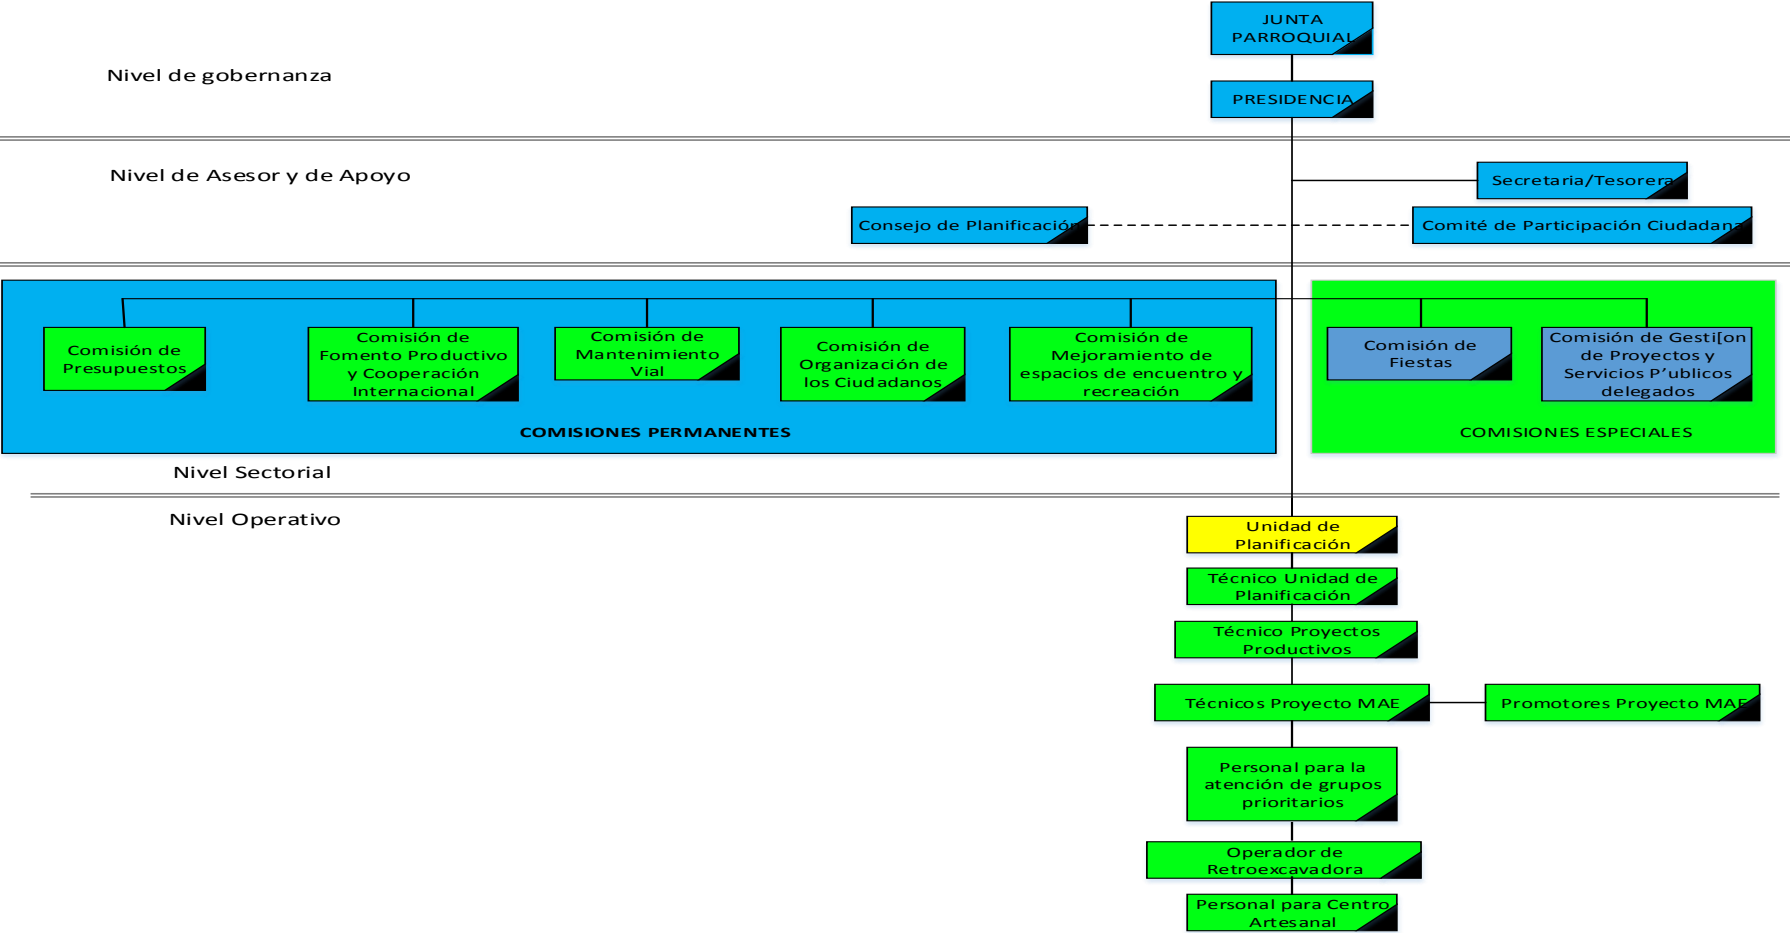 JUNTA
PARROQUIAL
Nivel de gobernanza
PRESIDENCIA
Nivel de Asesor y de Apoyo
Secretaria/Tesorera
Consejo de Planificación
Comité de Participación Ciudadana
Comisión de
Presupuestos
Comisión de
Fomento Productivo
y Cooperación
Internacional
Comisión de
Mantenimiento
Vial
Comisión de
Organización de
los Ciudadanos
Comisión de
Mejoramiento de
espacios de encuentro y
recreación
Comisión de
Fiestas
Comisión de Gesti[on
de Proyectos y
Servicios P’ublicos
delegados
COMISIONES PERMANENTES
COMISIONES ESPECIALES
Nivel Sectorial
Nivel Operativo
Unidad de
Planificación
Técnico Unidad de
Planificación
Técnico Proyectos
Productivos
Técnicos Proyecto MAE
Promotores Proyecto MAE
Personal para la
atención de grupos
prioritarios
Operador de
Retroexcavadora
Personal para Centro
Artesanal